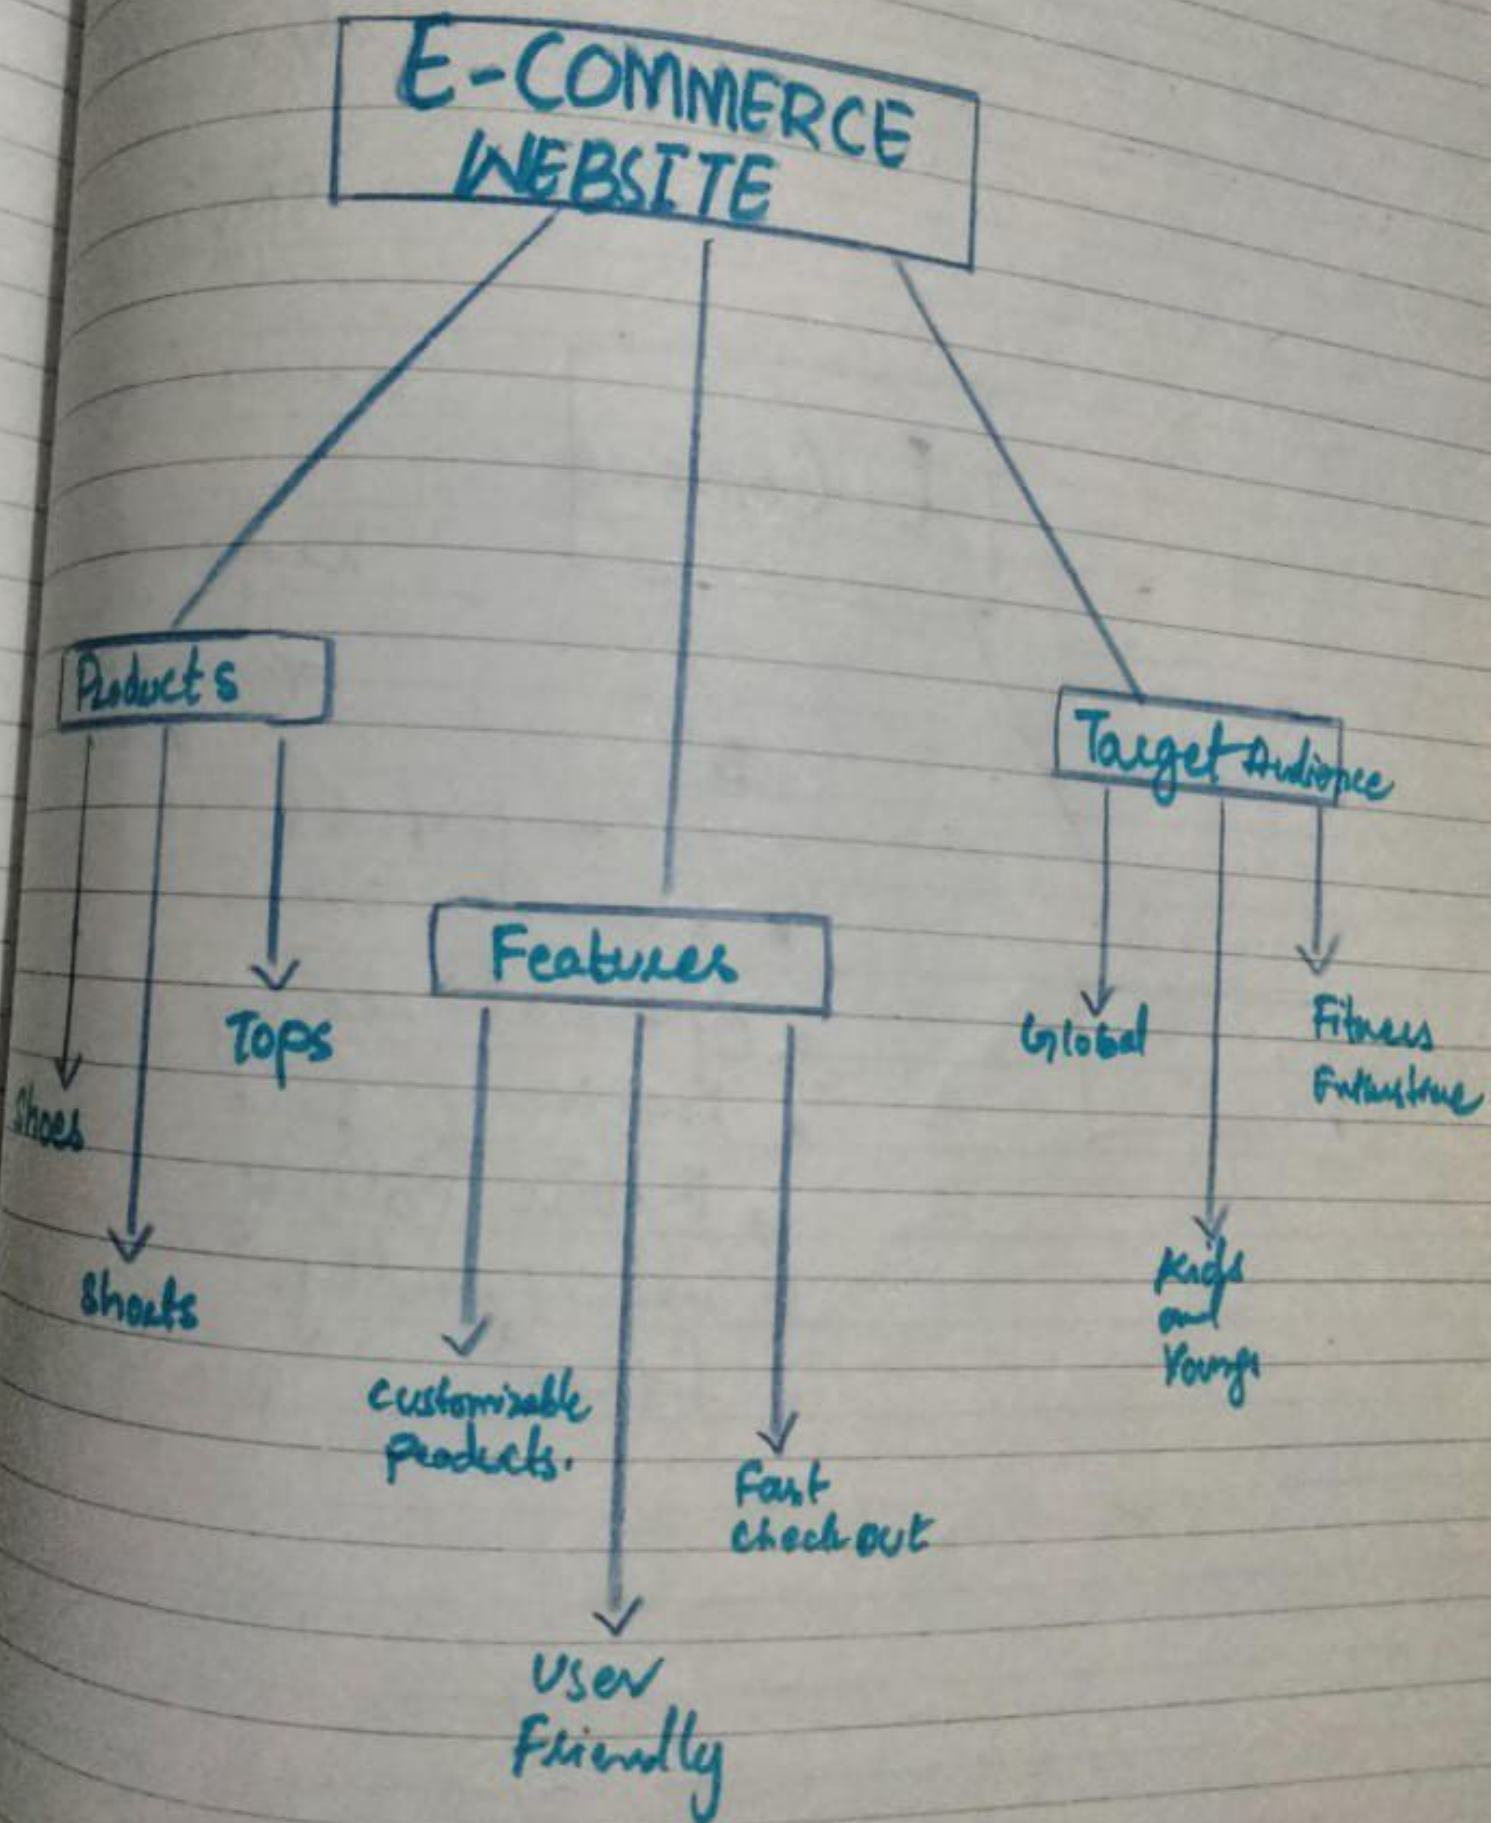 E-COMMERCE
WEBSITE
Products
Target Audience
Features
Tops
Shoes
Shorts
Global
Fitness
Kids
and
Youngs
Customizable
products.
Fast
Checkout
User
Friendly